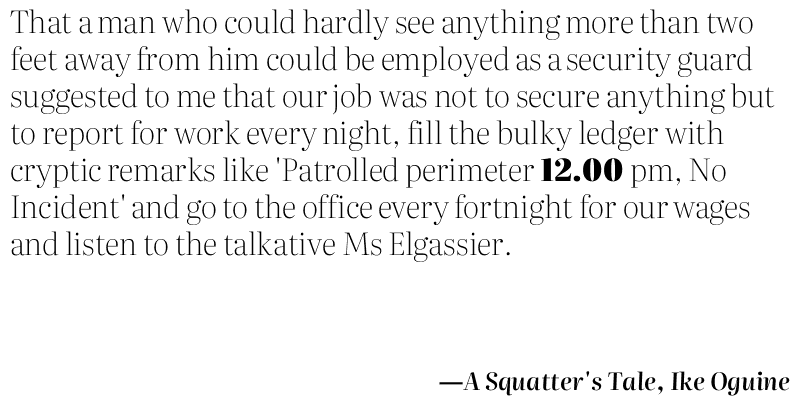 That a man who could hardly see anything more than two
feet away from him could be employed as a security guard
suggested to me that our job was not to secure anything but
to report for work every night, fill the bulky ledger with
cryptic remarks like 'Patrolled perimeter 12.00 pm, No
Incident' and go to the office every fortnight for our wages
and listen to the talkative Ms Elgassier.
—A Squatter's Tale, Ike Oguine